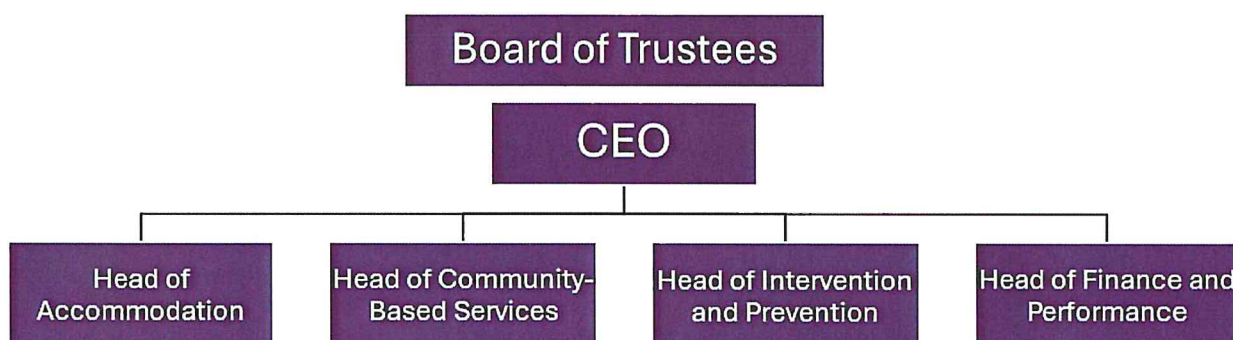 Board of Trustees
CEO
Head of
Accommodation
Head of Community-
Based Services
Head of Intervention
and Prevention
Head of Finance and
Performance